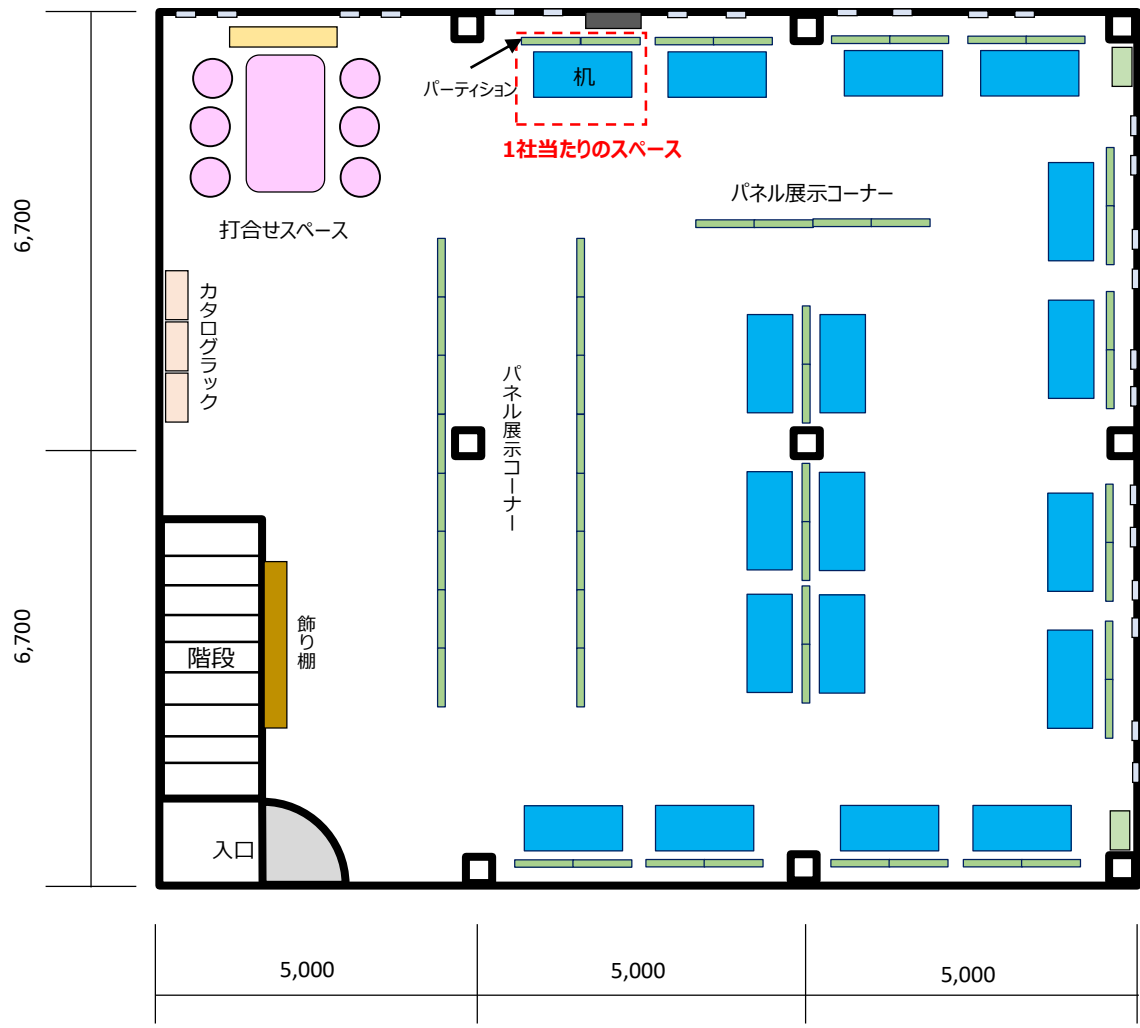 パーティション
机
1社当たりのスペース
パネル展示コーナー
打合せスペース
6,700
カタログラック
パネル展示コーナー
6,700
階段
飾り棚
入口
5,000
5,000
5,000